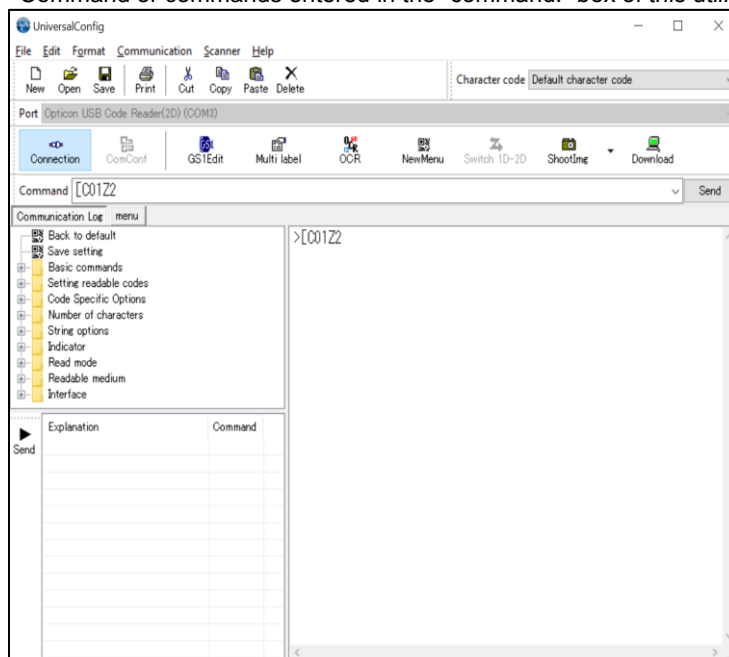 Command or commands entered in the "command:" box of this util
UniversalConfig
File Edit Format Communication Scanner Help
New Open Save Print Cut Copy Paste Delete
Character code Default character code
Port Opticon USB Code Reader(2D) (COM3)
Connection ComConf GS1Edit Multi label OCR NewMenu Switch 1D-2D ShootImg Download
Command [C01Z2 Send
Communication Log menu
Back to default
Save setting
Basic commands
Setting readable codes
Code Specific Options
Number of characters
String options
Indicator
Read mode
Readable medium
Interface
>[C01Z2
Explanation Command
Send